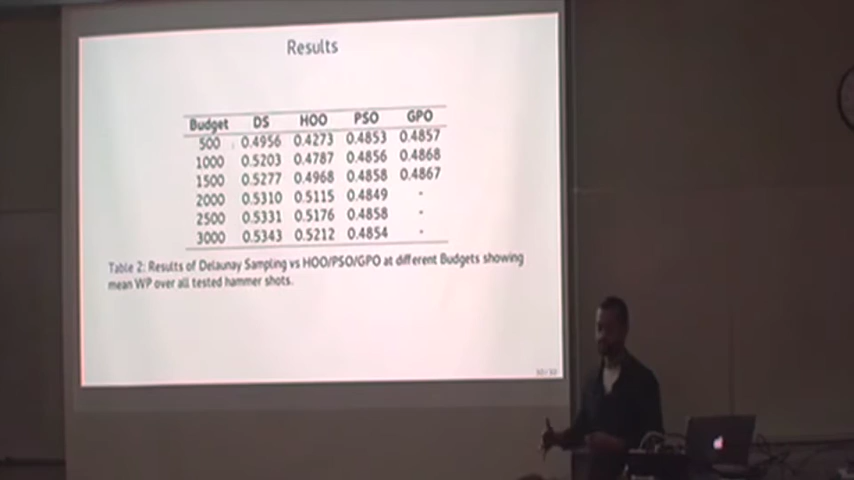 Results
Budget DS HOO PSO GPO
500 0.4956 0.4273 0.4853 0.4857
1000 0.5203 0.4787 0.4856 0.4868
1500 0.5277 0.4968 0.4858 0.4867
2000 0.5310 0.5115 0.4849 -
2500 0.5331 0.5176 0.4858 -
3000 0.5343 0.5212 0.4854 -
Table 2: Results of Delaunay Sampling vs HOO/PSO/GPO at different Budgets showing
mean WP over all tested hammer shots.